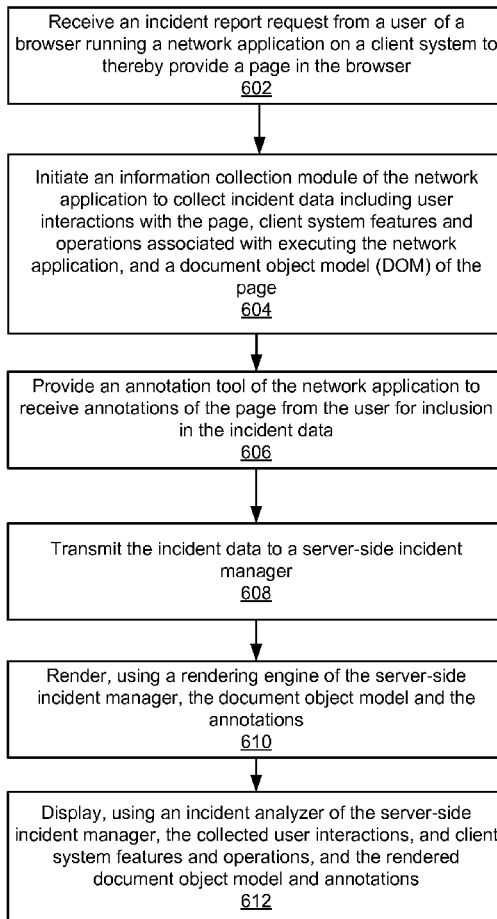 Receive an incident report request from a user of a
browser running a network application on a client system to
thereby provide a page in the browser
602
Initiate an information collection module of the network
application to collect incident data including user
interactions with the page, client system features and
operations associated with executing the network
application, and a document object model (DOM) of the
page
604
Provide an annotation tool of the network application to
receive annotations of the page from the user for inclusion
in the incident data
606
Transmit the incident data to a server-side incident
manager
608
Render, using a rendering engine of the server-side
incident manager, the document object model and the
annotations
610
Display, using an incident analyzer of the server-side
incident manager, the collected user interactions, and client
system features and operations, and the rendered
document object model and annotations
612